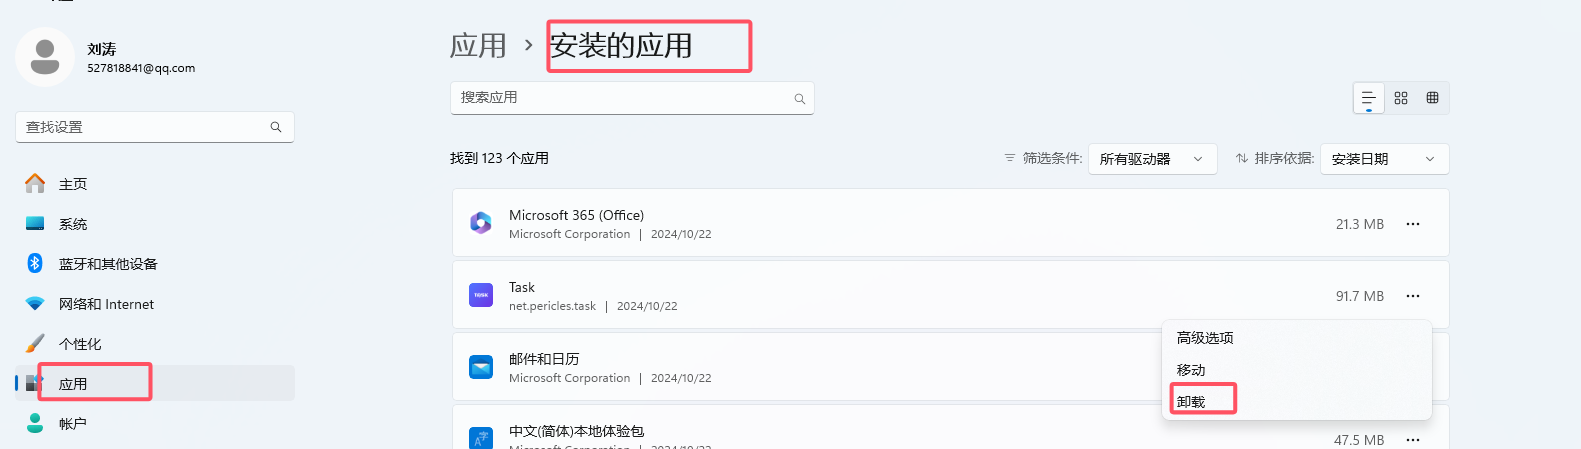 刘涛
527818841@qq.com
查找设置
主页
系统
蓝牙和其他设备
网络和 Internet
个性化
应用
帐户
应用 › 安装的应用
搜索应用
找到 123 个应用
筛选条件: 所有驱动器 排序依据: 安装日期
Microsoft 365 (Office)
Microsoft Corporation | 2024/10/22
21.3 MB
Task
net.pericles.task | 2024/10/22
91.7 MB
高级选项
移动
卸载
邮件和日历
Microsoft Corporation | 2024/10/22
中文(简体)本地体验包
Microsoft Corporation | 2024/10/22
47.5 MB